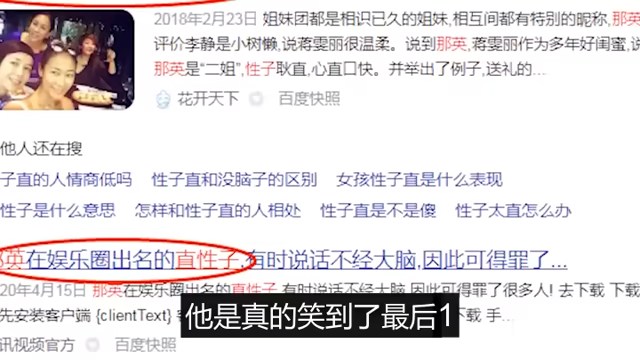 2018年2月23日 姐妹团都是相识已久的姐妹,相互间都有特别的昵称,那英
评价李静是小树懒,说蒋雯丽很温柔。说到那英,蒋雯丽作为多年好闺蜜,说
那英是“二姐”,性子耿直,心直口快。并举出了例子,送礼的...
花开天下 百度快照
他人还在搜
子直的人情商低吗 性子直和没脑子的区别 女孩性子直是什么表现
性子是什么意思 怎样和性子直的人相处 性子直是不是傻 性子太直怎么办
那英在娱乐圈出名的直性子,有时说话不经大脑,因此可得罪了...
20年4月15日 那英在娱乐圈出名的直性子,有时说话不经大脑,因此可得罪了很多人! 去下载 下载
先安装客户端 {clientText} 下载 手...
他是真的笑到了最后1
讯视频官方 百度快照